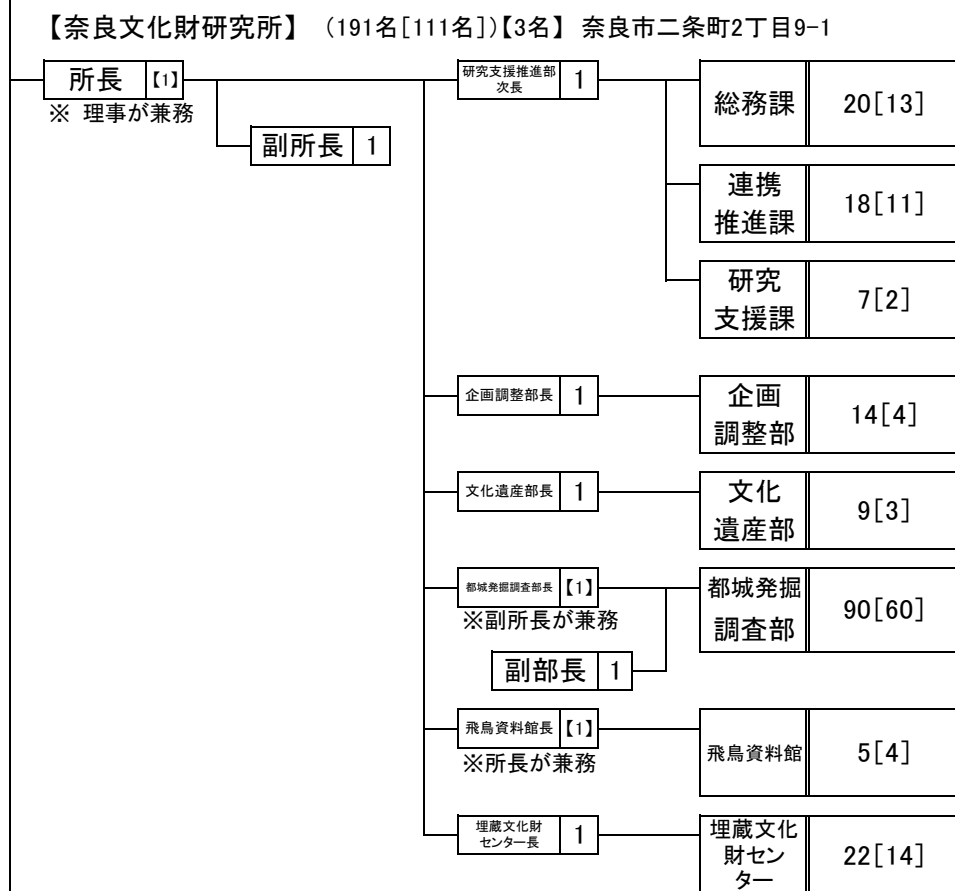 【奈良文化財研究所】 (191名[111名])【3名】 奈良市二条町2丁目9-1
所長 【1】
※ 理事が兼務
副所長 1
研究支援推進部
次長 1
総務課 20[13]
連携
推進課 18[11]
研究
支援課 7[2]
企画調整部長 1
企画
調整部 14[4]
文化遺産部長 1
文化
遺産部 9[3]
都城発掘調査部長 【1】
※副所長が兼務
副部長 1
都城発掘
調査部 90[60]
飛鳥資料館長 【1】
※所長が兼務
飛鳥資料館 5[4]
埋蔵文化財
センター長 1
埋蔵文化
財セン
ター 22[14]